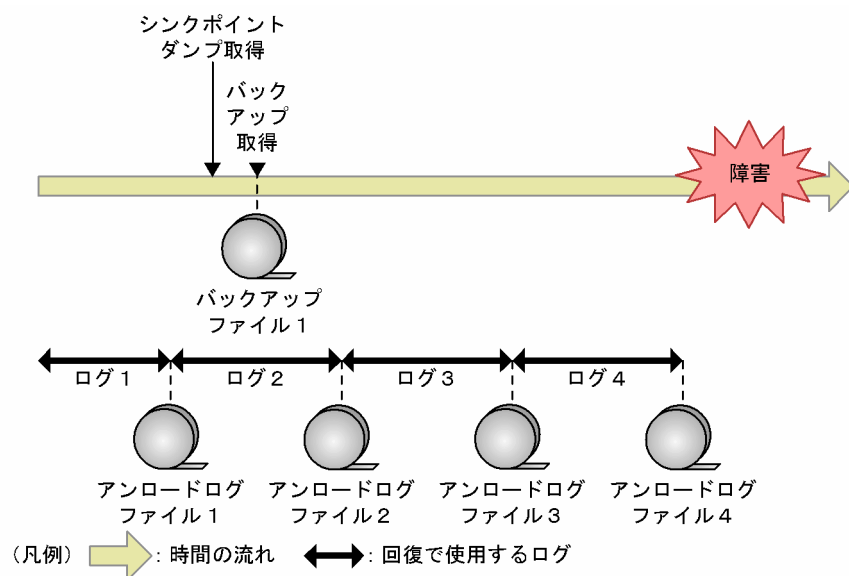 シンクポイント
ダンプ取得
バック
アップ
取得
障害
バックアップ
ファイル１
ログ１
ログ２
ログ３
ログ４
アンロードログ
ファイル１
アンロードログ
ファイル２
アンロードログ
ファイル３
アンロードログ
ファイル４
（凡例）
：時間の流れ
：回復で使用するログ